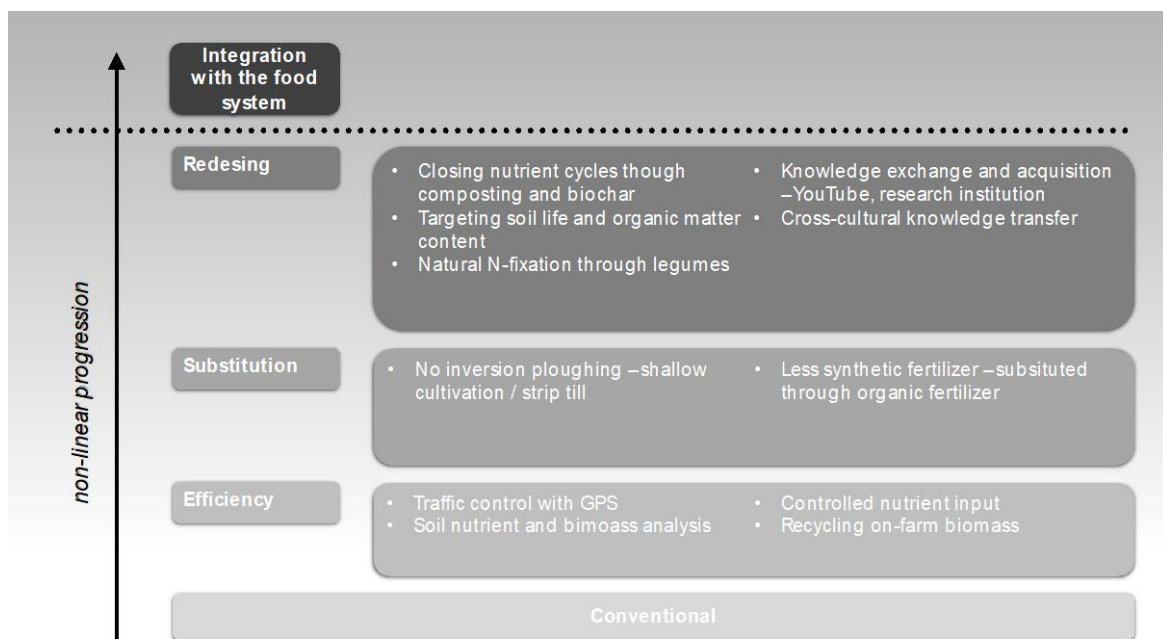 Integration
with the food
system
Redesing
• Closing nutrient cycles though
composting and biochar
• Targeting soil life and organic matter
content
• Natural N-fixation through legumes
• Knowledge exchange and acquisition
–YouTube, research institution
• Cross-cultural knowledge transfer
Substitution
• No inversion ploughing –shallow
cultivation / strip till
• Less synthetic fertilizer –subsituted
through organic fertilizer
Efficiency
• Traffic control with GPS
• Soil nutrient and bimoass analysis
• Controlled nutrient input
• Recycling on-farm biomass
Conventional
non-linear progression